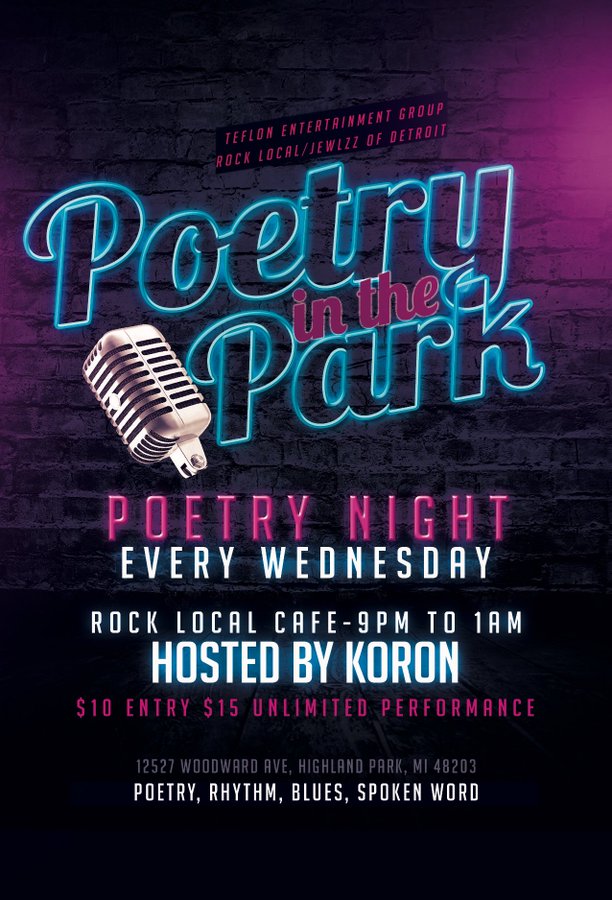 TEFLON ENTERTAINMENT GROUP
ROCK LOCAL/JEWLZZ OF DETROIT
Poetry
in the
Park
POETRY NIGHT
EVERY WEDNESDAY
ROCK LOCAL CAFE-9PM TO 1AM
HOSTED BY KORON
$10 ENTRY $15 UNLIMITED PERFORMANCE
12527 WOODWARD AVE, HIGHLAND PARK, MI 48203
POETRY, RHYTHM, BLUES, SPOKEN WORD